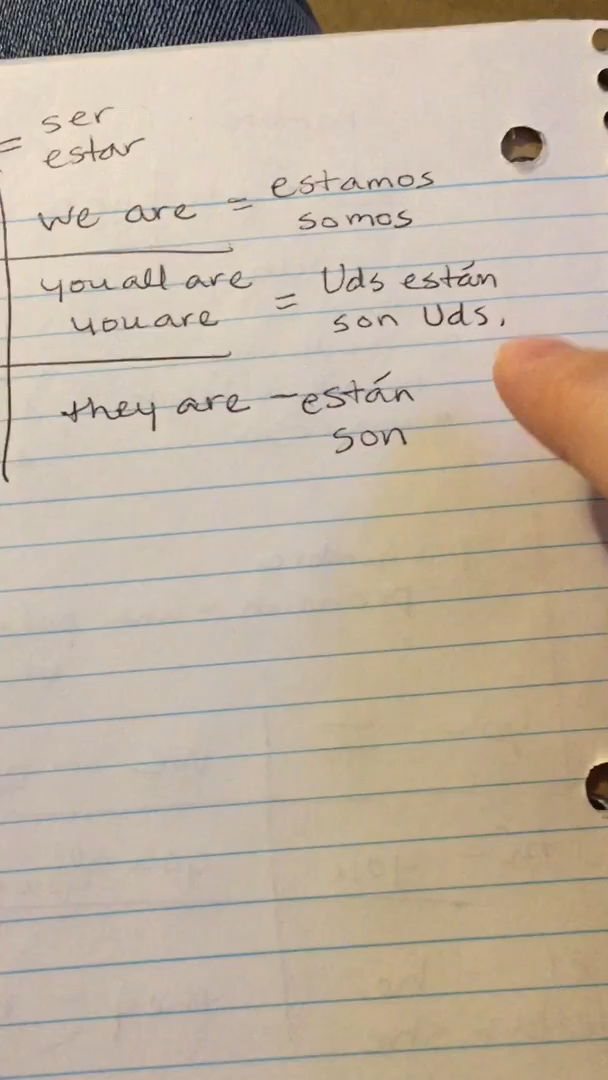 = ser
estar
we are = estamos
somos
you all are = Uds están
you are son Uds.
they are - están
son